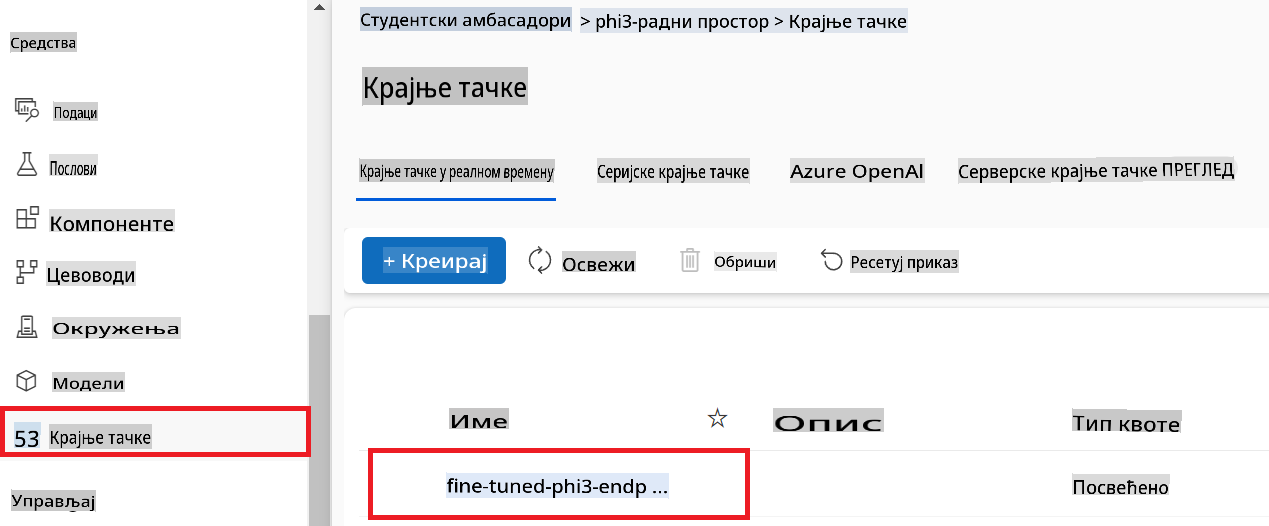 Средства
Подаци
Послови
Компоненте
Цевоводи
Окружења
Модели
53 Крајње тачке
Управљај
Студентски амбасадори > phi3-радни простор > Крајње тачке
Крајње тачке
Крајње тачке у реалном времену Серијске крајње тачке Azure OpenAI Серверске крајње тачке ПРЕГЛЕД
+ Креирај Освежи Обриши Ресетуј приказ
Име Опис Тип квоте
fine-tuned-phi3-endp ... Посвећено